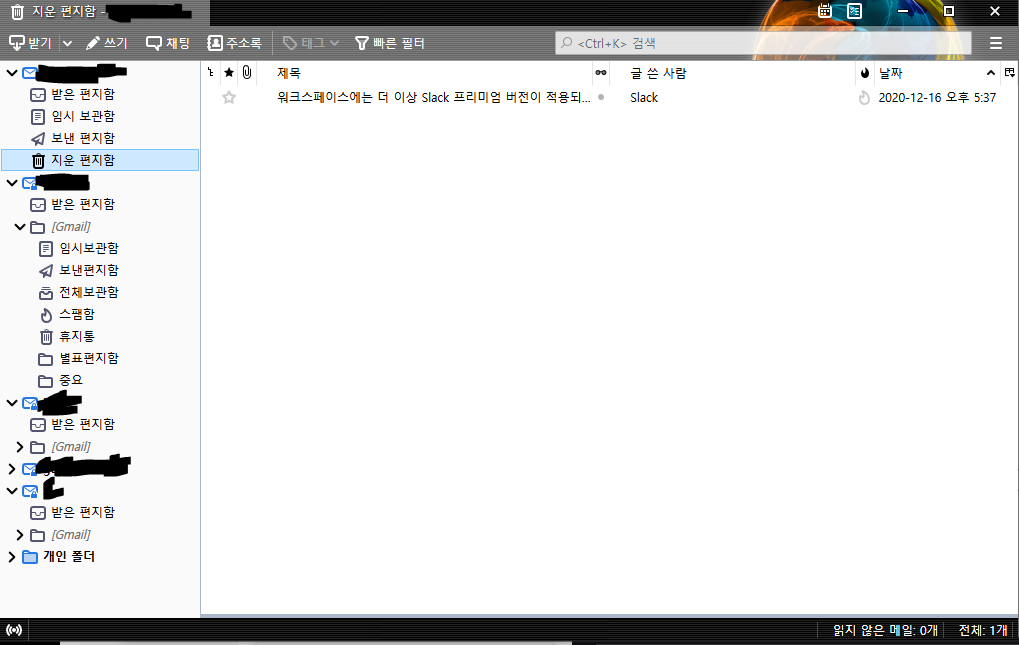 지운 편지함 -
받기 쓰기 채팅 주소록 태그 빠른 필터 <Ctrl+K> 검색
제목 글 쓴 사람 날짜
워크스페이스에는 더 이상 Slack 프리미엄 버전이 적용되... Slack 2020-12-16 오후 5:37
받은 편지함
임시 보관함
보낸 편지함
지운 편지함
받은 편지함
[Gmail]
임시보관함
보낸편지함
전체보관함
스팸함
휴지통
별표편지함
중요
받은 편지함
[Gmail]
받은 편지함
[Gmail]
개인 폴더
읽지 않은 메일: 0개 전체: 1개